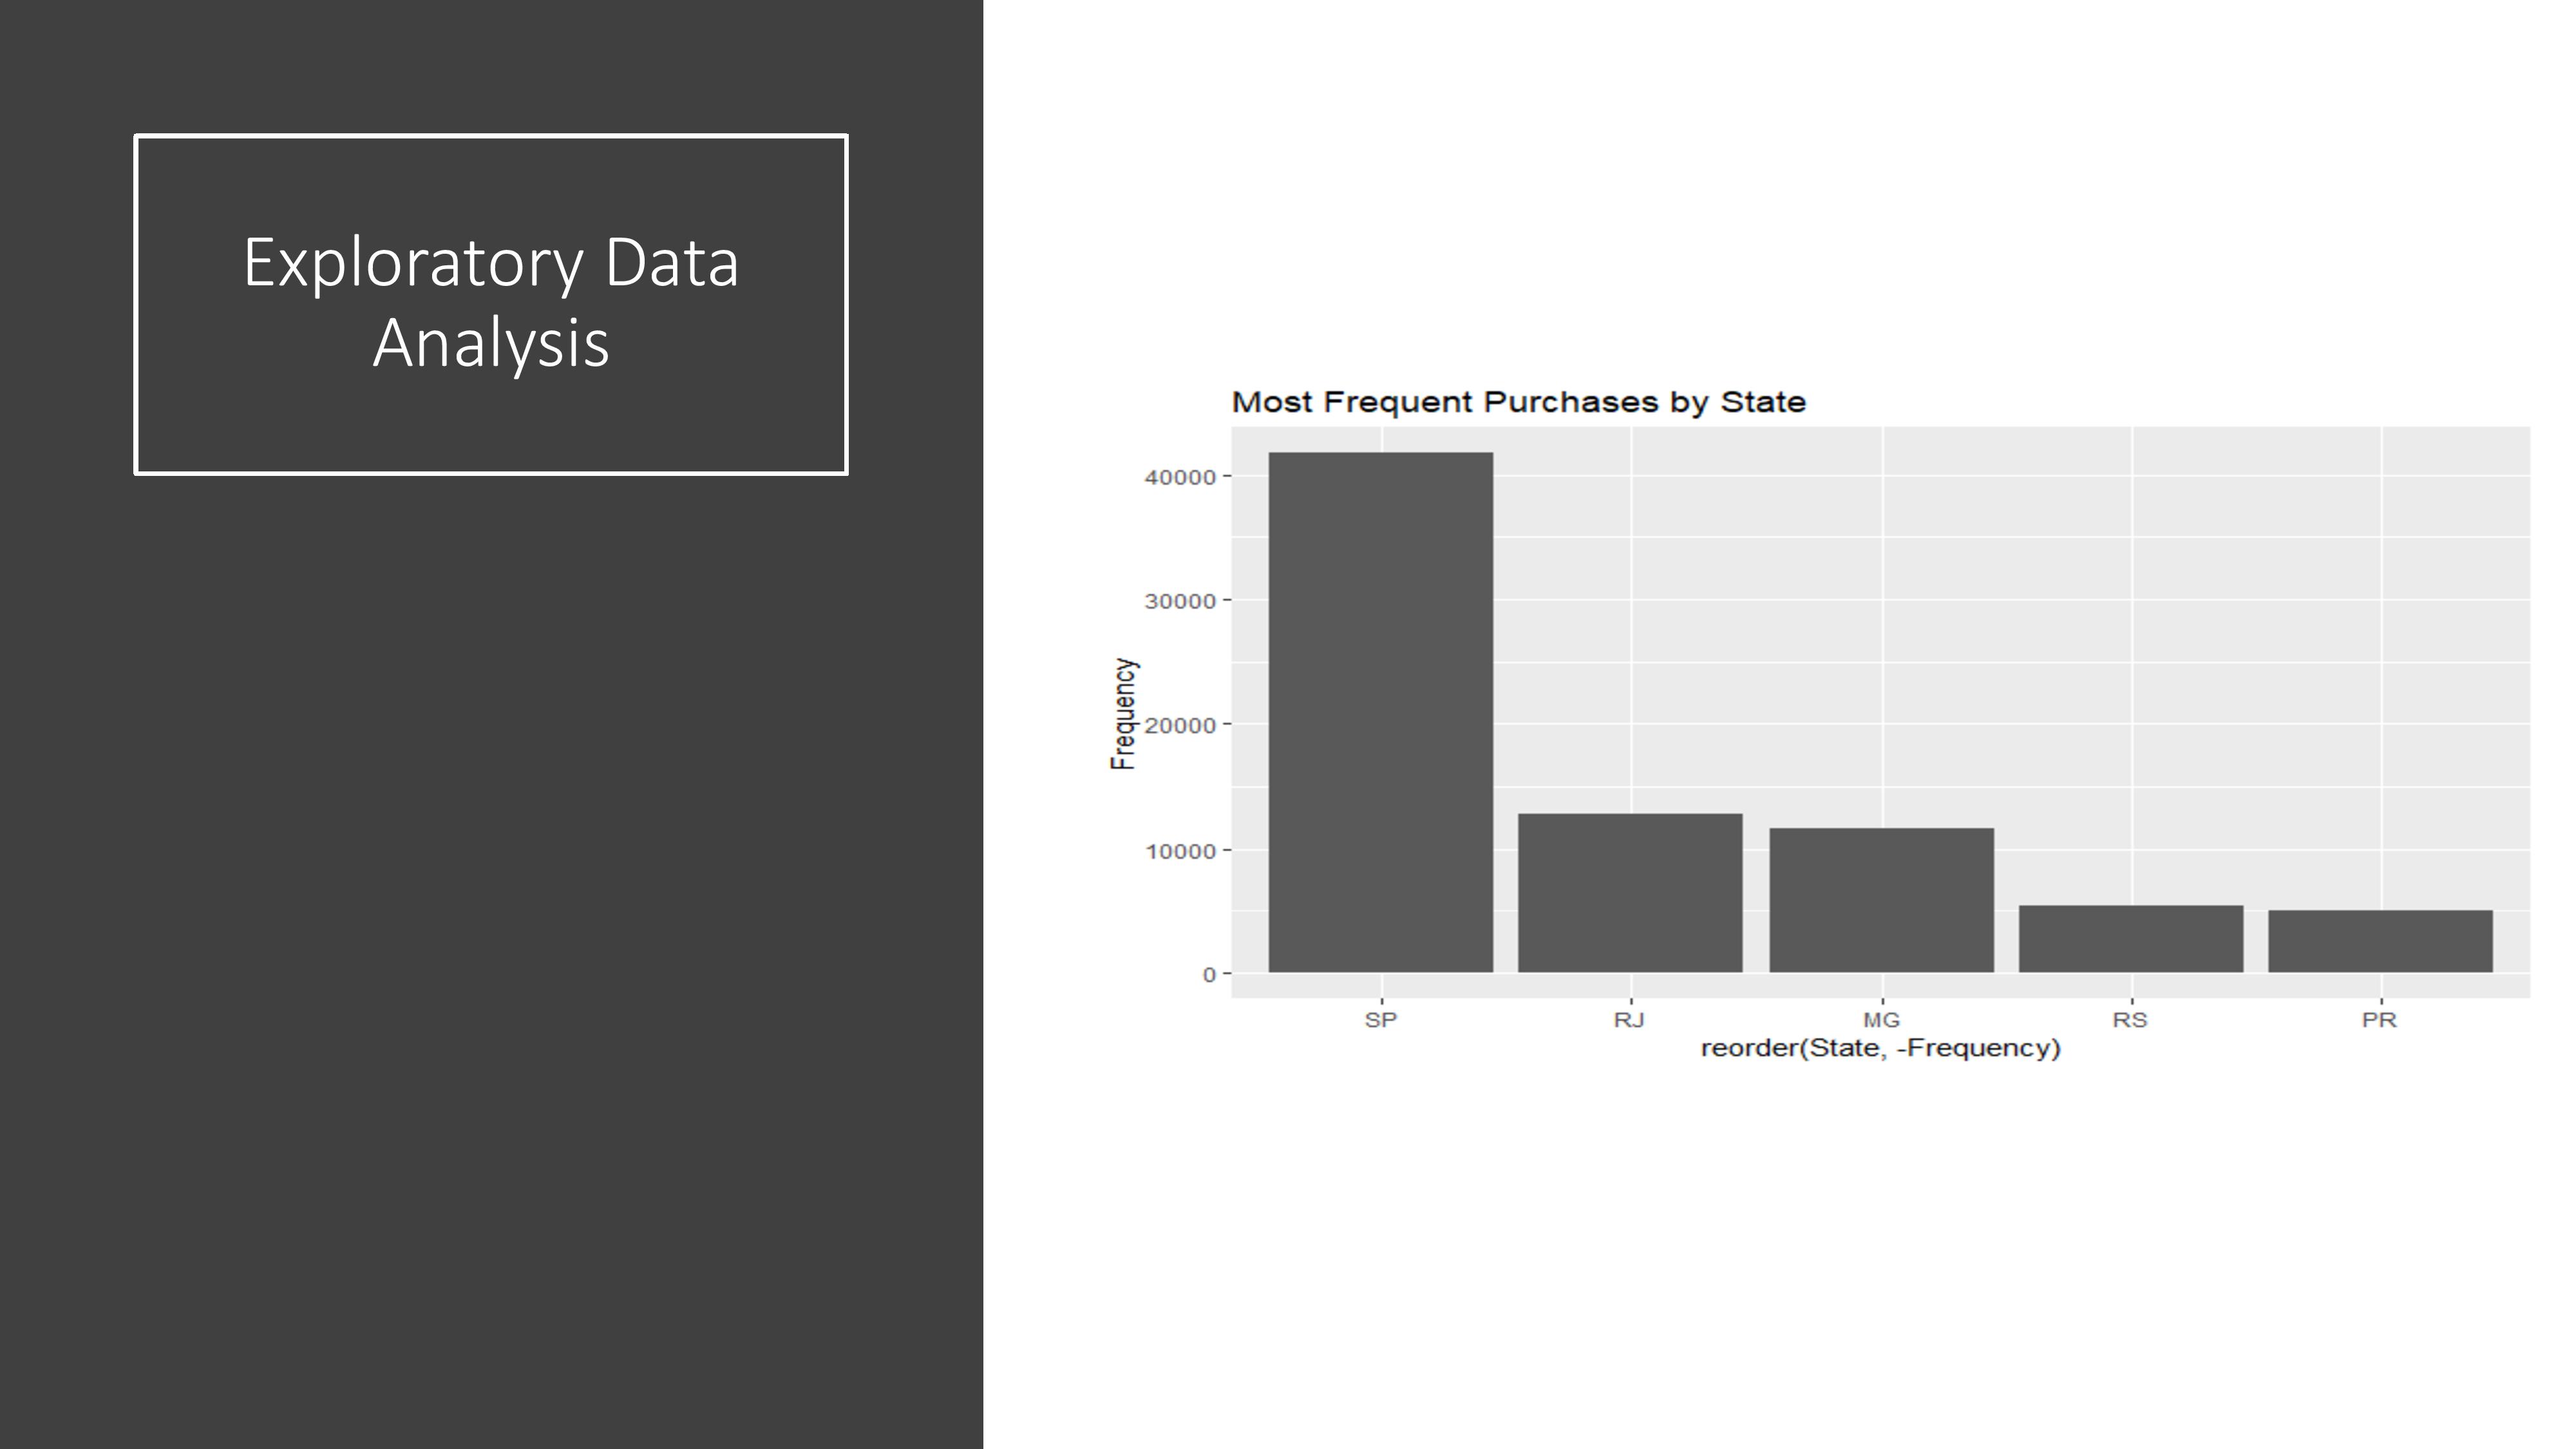 Exploratory Data
Analysis
Most Frequent Purchases by State
Frequency
40000
30000
20000
10000
0
SP RJ MG RS PR
reorder(State, -Frequency)